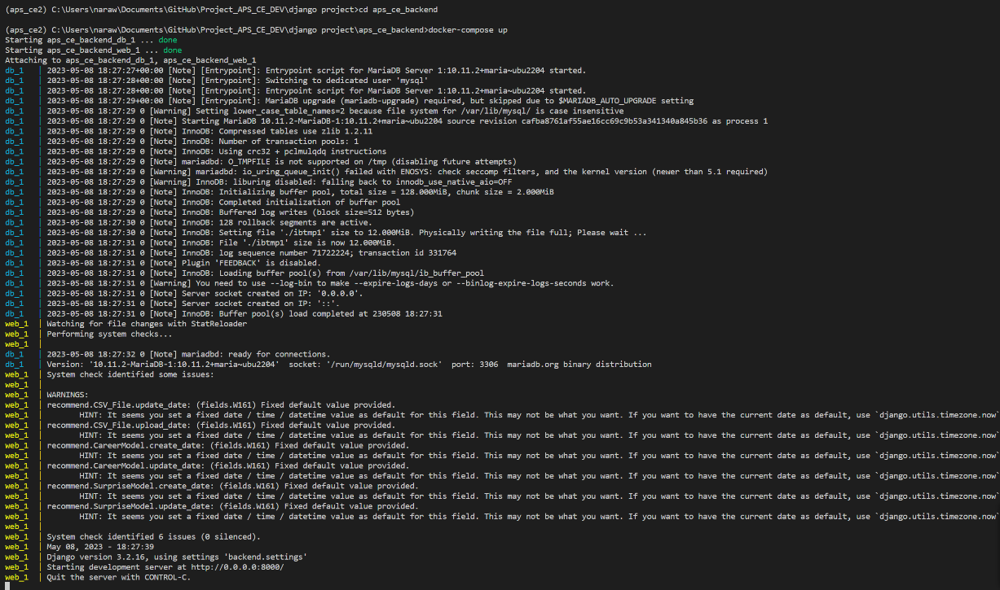 (aps_ce2) C:\Users\naraw\Documents\GitHub\Project_APS_CE_DEV\django project>cd aps_ce_backend
(aps_ce2) C:\Users\naraw\Documents\GitHub\Project_APS_CE_DEV\django project\aps_ce_backend>docker-compose up
Starting aps_ce_backend_db_1 ... done
Starting aps_ce_backend_web_1 ... done
Attaching to aps_ce_backend_db_1, aps_ce_backend_web_1
db_1   | 2023-05-08 18:27:27+00:00 [Note] [Entrypoint]: Entrypoint script for MariaDB Server 1:10.11.2+maria~ubu2204 started.
db_1   | 2023-05-08 18:27:28+00:00 [Note] [Entrypoint]: Switching to dedicated user 'mysql'
db_1   | 2023-05-08 18:27:28+00:00 [Note] [Entrypoint]: Entrypoint script for MariaDB Server 1:10.11.2+maria~ubu2204 started.
db_1   | 2023-05-08 18:27:29+00:00 [Note] [Entrypoint]: MariaDB upgrade (mariadb-upgrade) required, but skipped due to $MARIADB_AUTO_UPGRADE setting
db_1   | 2023-05-08 18:27:29 0 [Warning] Setting lower_case_table_names=2 because file system for /var/lib/mysql/ is case insensitive
db_1   | 2023-05-08 18:27:29 0 [Note] Starting MariaDB 10.11.2-MariaDB-1:10.11.2+maria~ubu2204 source revision cafba8761af55ae16cc69c9b53a341340a845b36 as process 1
db_1   | 2023-05-08 18:27:29 0 [Note] InnoDB: Compressed tables use zlib 1.2.11
db_1   | 2023-05-08 18:27:29 0 [Note] InnoDB: Number of transaction pools: 1
db_1   | 2023-05-08 18:27:29 0 [Note] InnoDB: Using crc32 + pclmulqdq instructions
db_1   | 2023-05-08 18:27:29 0 [Note] mariadbd: O_TMPFILE is not supported on /tmp (disabling future attempts)
db_1   | 2023-05-08 18:27:29 0 [Warning] mariadbd: io_uring_queue_init() failed with ENOSYS: check seccomp filters, and the kernel version (newer than 5.1 required)
db_1   | 2023-05-08 18:27:29 0 [Warning] InnoDB: liburing disabled: falling back to innodb_use_native_aio=OFF
db_1   | 2023-05-08 18:27:29 0 [Note] InnoDB: Initializing buffer pool, total size = 128.000MiB, chunk size = 2.000MiB
db_1   | 2023-05-08 18:27:29 0 [Note] InnoDB: Completed initialization of buffer pool
db_1   | 2023-05-08 18:27:29 0 [Note] InnoDB: Buffered log writes (block size=512 bytes)
db_1   | 2023-05-08 18:27:30 0 [Note] InnoDB: 128 rollback segments are active.
db_1   | 2023-05-08 18:27:30 0 [Note] InnoDB: Setting file './ibtmp1' size to 12.000MiB. Physically writing the file full; Please wait ...
db_1   | 2023-05-08 18:27:31 0 [Note] InnoDB: File './ibtmp1' size is now 12.000MiB.
db_1   | 2023-05-08 18:27:31 0 [Note] InnoDB: log sequence number 71722224; transaction id 331764
db_1   | 2023-05-08 18:27:31 0 [Note] Plugin 'FEEDBACK' is disabled.
db_1   | 2023-05-08 18:27:31 0 [Note] InnoDB: Loading buffer pool(s) from /var/lib/mysql/ib_buffer_pool
db_1   | 2023-05-08 18:27:31 0 [Warning] You need to use --log-bin to make --expire-logs-days or --binlog-expire-logs-seconds work.
db_1   | 2023-05-08 18:27:31 0 [Note] Server socket created on IP: '0.0.0.0'.
db_1   | 2023-05-08 18:27:31 0 [Note] Server socket created on IP: '::'.
db_1   | 2023-05-08 18:27:31 0 [Note] InnoDB: Buffer pool(s) load completed at 230508 18:27:31
web_1  | Watching for file changes with StatReloader
web_1  | Performing system checks...
web_1  |
db_1   | 2023-05-08 18:27:32 0 [Note] mariadbd: ready for connections.
db_1   | Version: '10.11.2-MariaDB-1:10.11.2+maria~ubu2204'  socket: '/run/mysqld/mysqld.sock'  port: 3306  mariadb.org binary distribution
web_1  | System check identified some issues:
web_1  |
web_1  | WARNINGS:
web_1  | recommend.CSV_File.update_date: (fields.W161) Fixed default value provided.
web_1  |       HINT: It seems you set a fixed date / time / datetime value as default for this field. This may not be what you want. If you want to have the current date as default, use `django.utils.timezone.now`
web_1  | recommend.CSV_File.upload_date: (fields.W161) Fixed default value provided.
web_1  |       HINT: It seems you set a fixed date / time / datetime value as default for this field. This may not be what you want. If you want to have the current date as default, use `django.utils.timezone.now`
web_1  | recommend.CareerModel.create_date: (fields.W161) Fixed default value provided.
web_1  |       HINT: It seems you set a fixed date / time / datetime value as default for this field. This may not be what you want. If you want to have the current date as default, use `django.utils.timezone.now`
web_1  | recommend.CareerModel.update_date: (fields.W161) Fixed default value provided.
web_1  |       HINT: It seems you set a fixed date / time / datetime value as default for this field. This may not be what you want. If you want to have the current date as default, use `django.utils.timezone.now`
web_1  | recommend.SurpriseModel.create_date: (fields.W161) Fixed default value provided.
web_1  |       HINT: It seems you set a fixed date / time / datetime value as default for this field. This may not be what you want. If you want to have the current date as default, use `django.utils.timezone.now`
web_1  | recommend.SurpriseModel.update_date: (fields.W161) Fixed default value provided.
web_1  |       HINT: It seems you set a fixed date / time / datetime value as default for this field. This may not be what you want. If you want to have the current date as default, use `django.utils.timezone.now`
web_1  |
web_1  | System check identified 6 issues (0 silenced).
web_1  | May 08, 2023 - 18:27:39
web_1  | Django version 3.2.16, using settings 'backend.settings'
web_1  | Starting development server at http://0.0.0.0:8000/
web_1  | Quit the server with CONTROL-C.